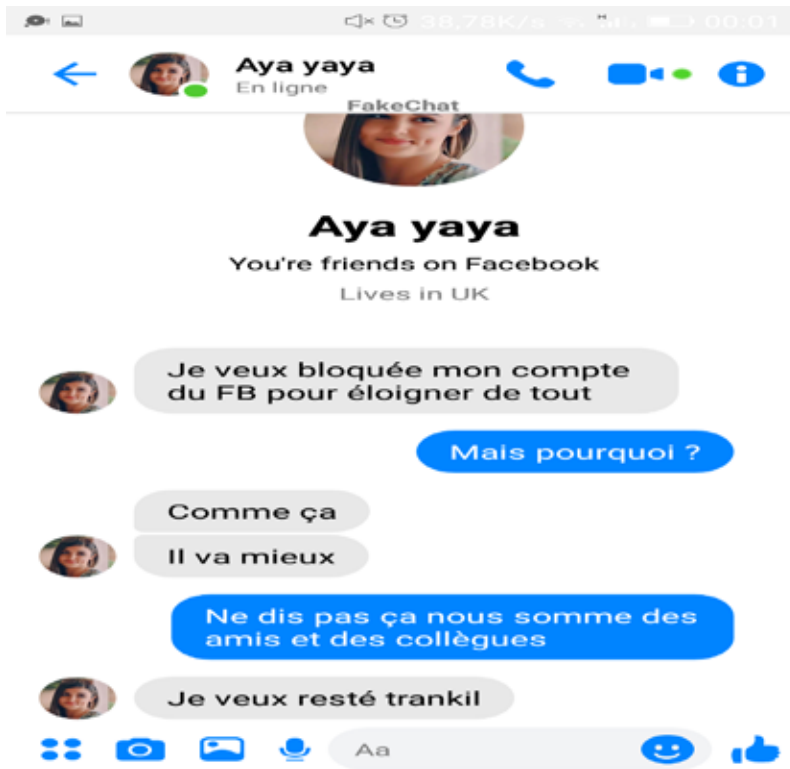 38,78K/s 00:01
Aya yaya
En ligne
FakeChat
Aya yaya
You're friends on Facebook
Lives in UK
Je veux bloquée mon compte
du FB pour éloigner de tout
Mais pourquoi ?
Comme ça
Il va mieux
Ne dis pas ça nous somme des
amis et des collègues
Je veux resté trankil
Aa